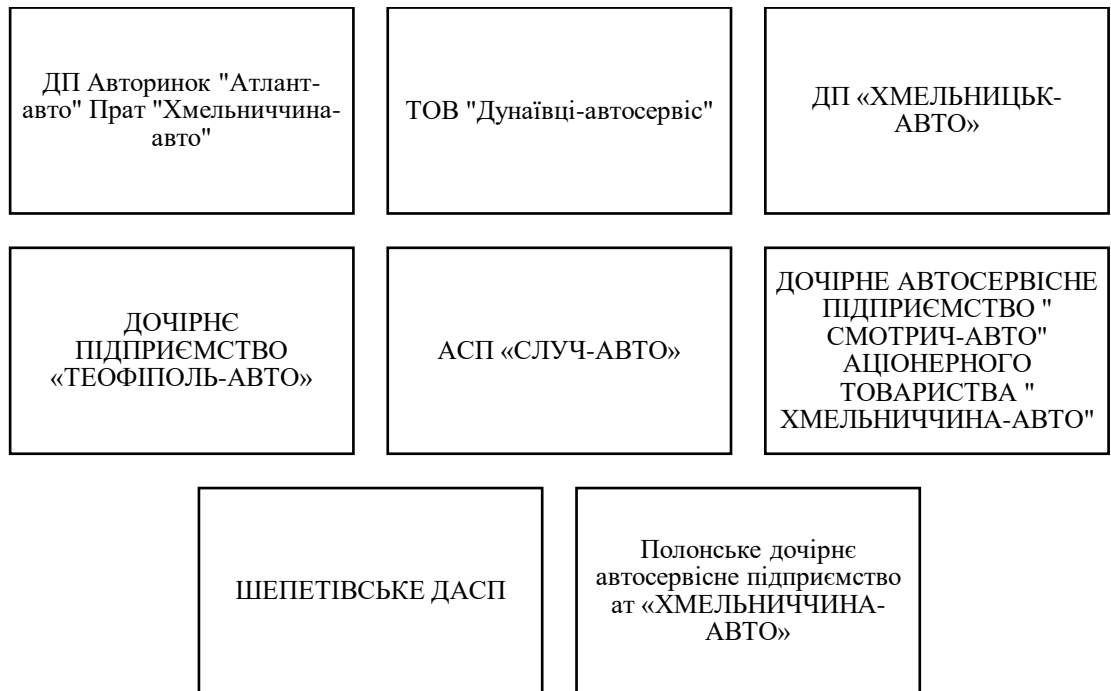 ДП Авторинок "Атлант-
авто" Прат "Хмельниччина-
авто"
ТОВ "Дунаївці-автосервіс"
ДП «ХМЕЛЬНИЦЬК-
АВТО»
ДОЧІРНЄ
ПІДПРИЄМСТВО
«ТЕОФІПОЛЬ-АВТО»
АСП «СЛУЧ-АВТО»
ДОЧІРНЕ АВТОСЕРВІСНЕ
ПІДПРИЄМСТВО "
СМОТРИЧ-АВТО"
АЦІОНЕРНОГО
ТОВАРИСТВА "
ХМЕЛЬНИЧЧИНА-АВТО"
ШЕПЕТІВСЬКЕ ДАСП
Полонське дочірнє
автосервісне підприємство
ат «ХМЕЛЬНИЧЧИНА-
АВТО»